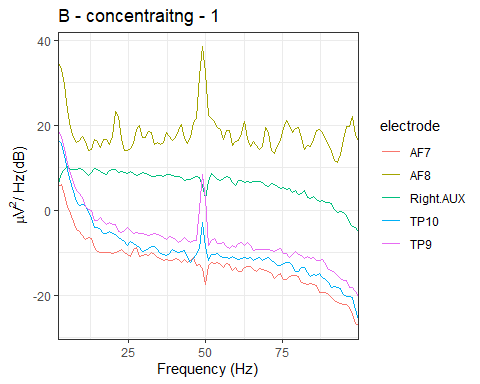 B - concentraitng - 1
μV²/ Hz(dB)
40
20
0
-20
25
50
75
Frequency (Hz)
electrode
AF7
AF8
Right.AUX
TP10
TP9